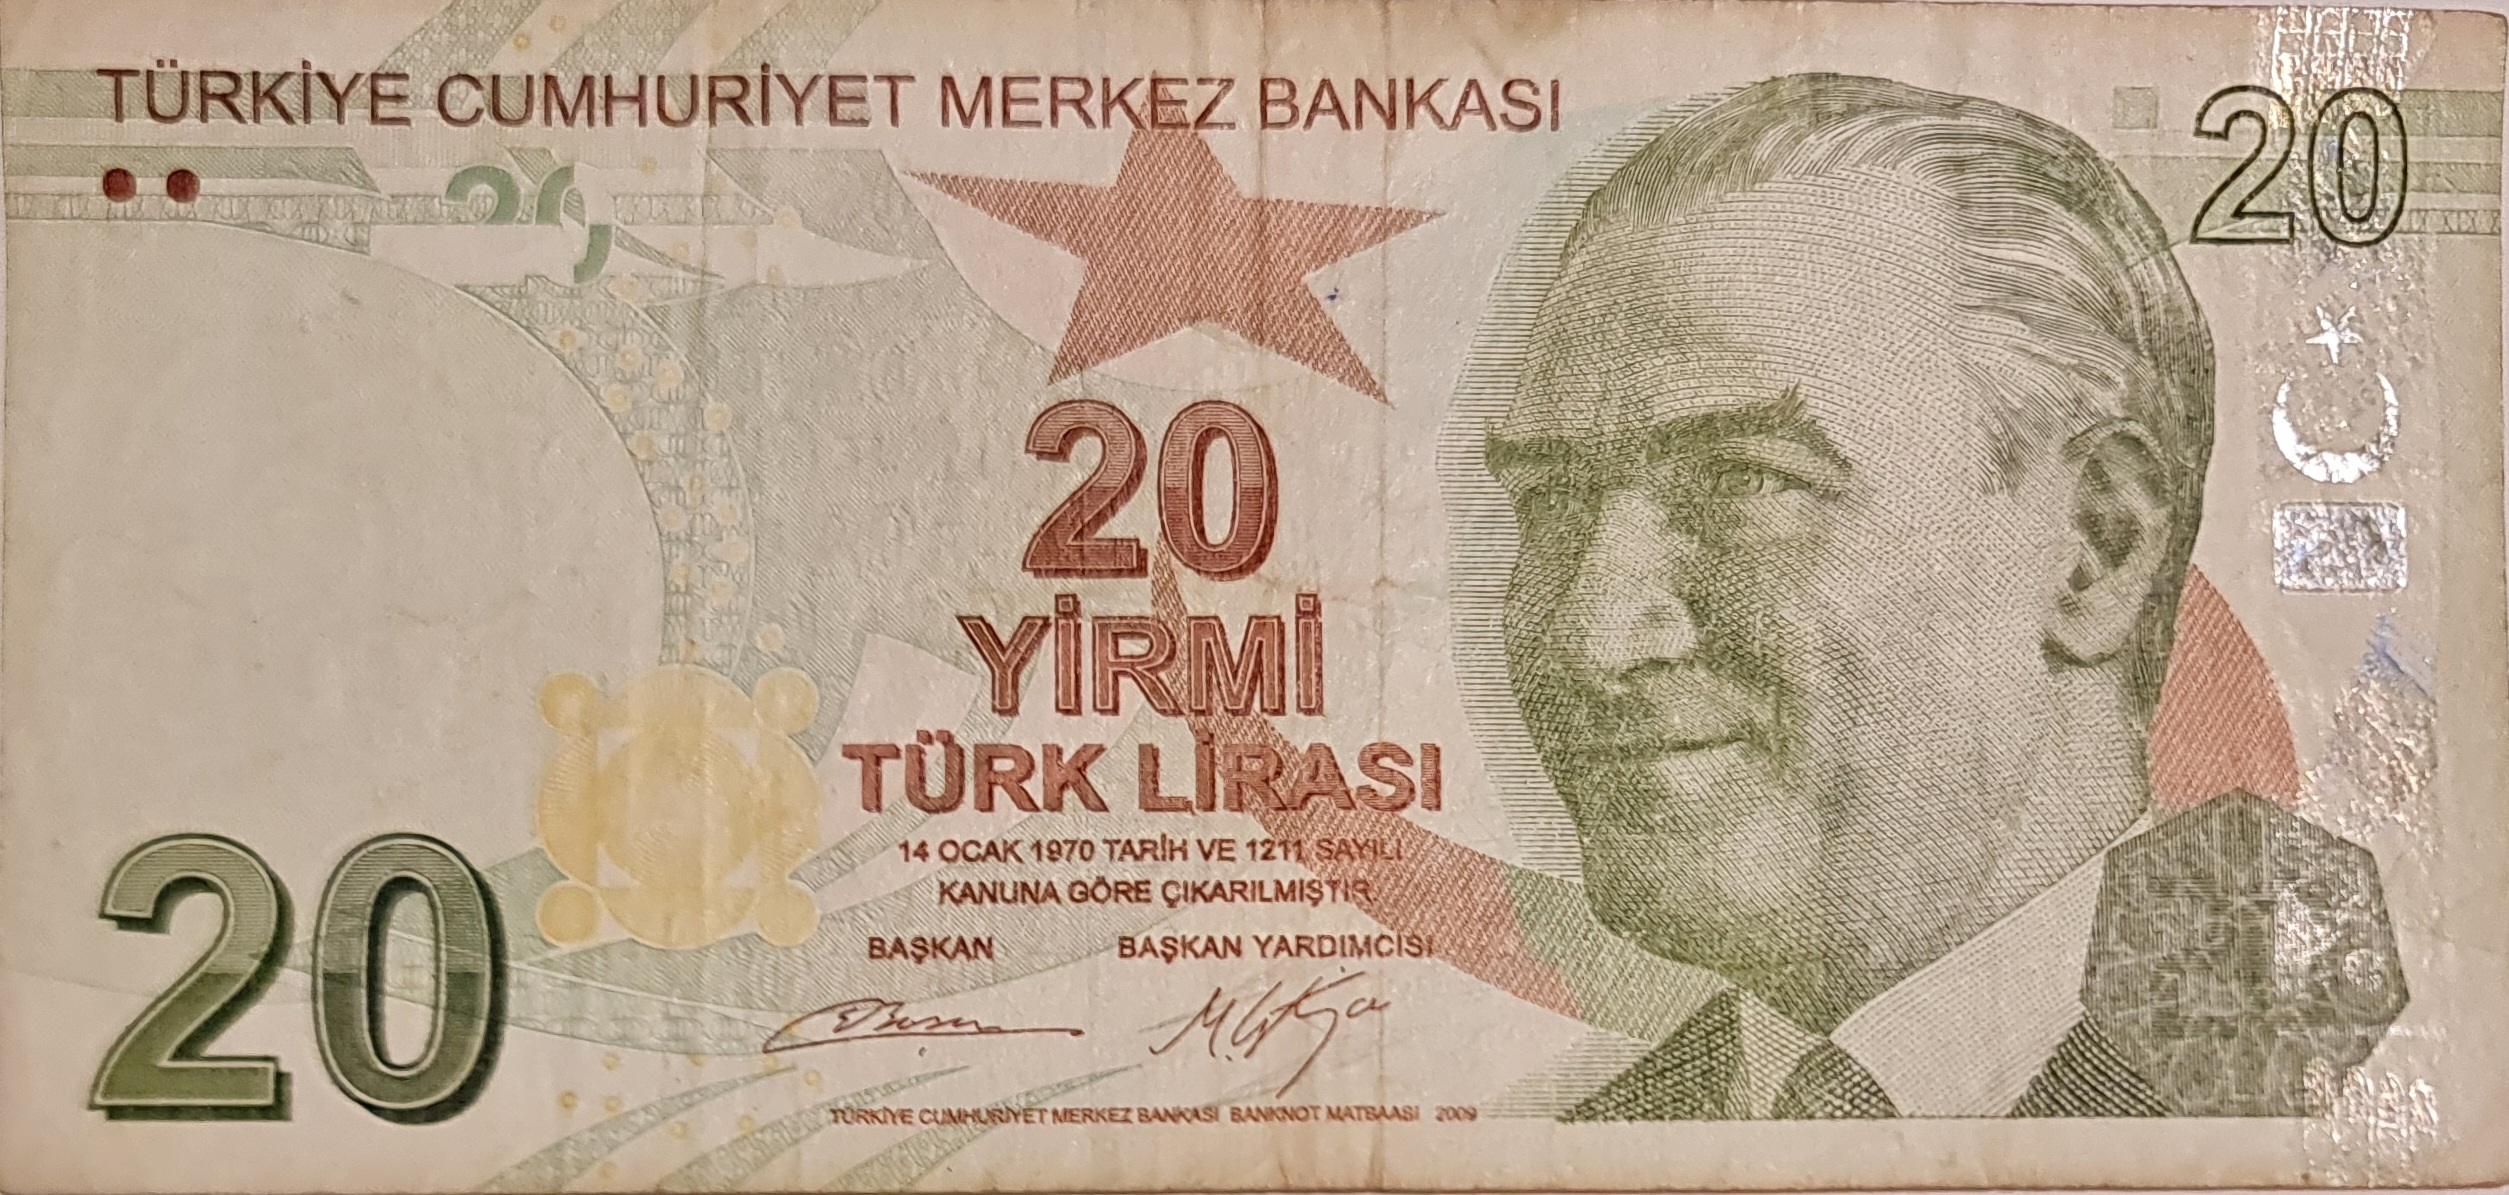 TÜRKİYE CUMHURİYET MERKEZ BANKASI
20
20
20
YİRMİ
TÜRK LİRASI
14 OCAK 1970 TARİH VE 1211 SAYILI
KANUNA GÖRE ÇIKARILMIŞTIR.
BAŞKAN BAŞKAN YARDIMCISI
20
TÜRKİYE CUMHURİYET MERKEZ BANKASI BANKNOT MATBAASI 2009